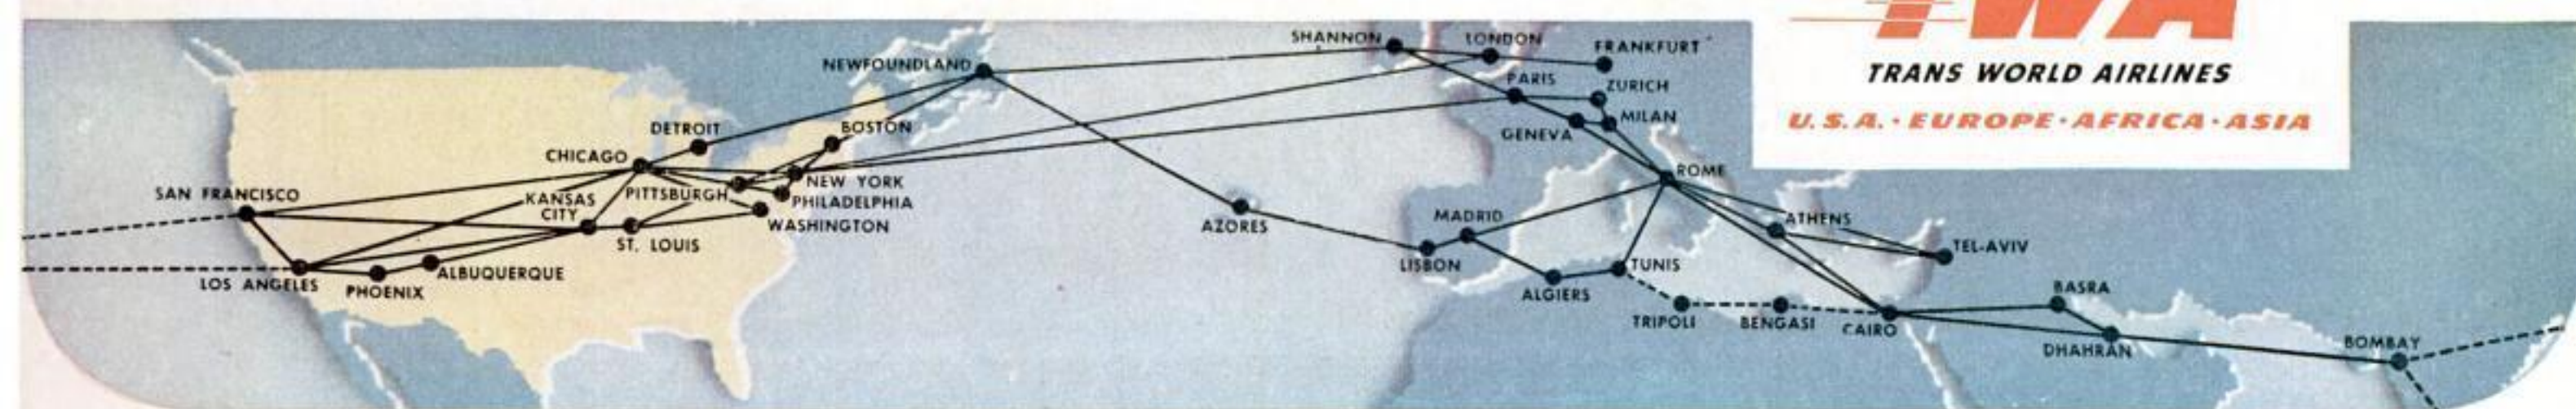 TWA
TRANS WORLD AIRLINES
U.S.A. · EUROPE · AFRICA · ASIA
SHANNON
LONDON
FRANKFURT
NEWFOUNDLAND
PARIS
ZURICH
MILAN
GENEVA
DETROIT
BOSTON
CHICAGO
ROME
SAN FRANCISCO
KANSAS
CITY
PITTSBURGH
NEW YORK
PHILADELPHIA
WASHINGTON
ST. LOUIS
AZORES
MADRID
LISBON
ATHENS
TEL-AVIV
LOS ANGELES
PHOENIX
ALBUQUERQUE
ALGIERS
TUNIS
TRIPOLI
BENGASI
CAIRO
BASRA
DHAHRAN
BOMBAY